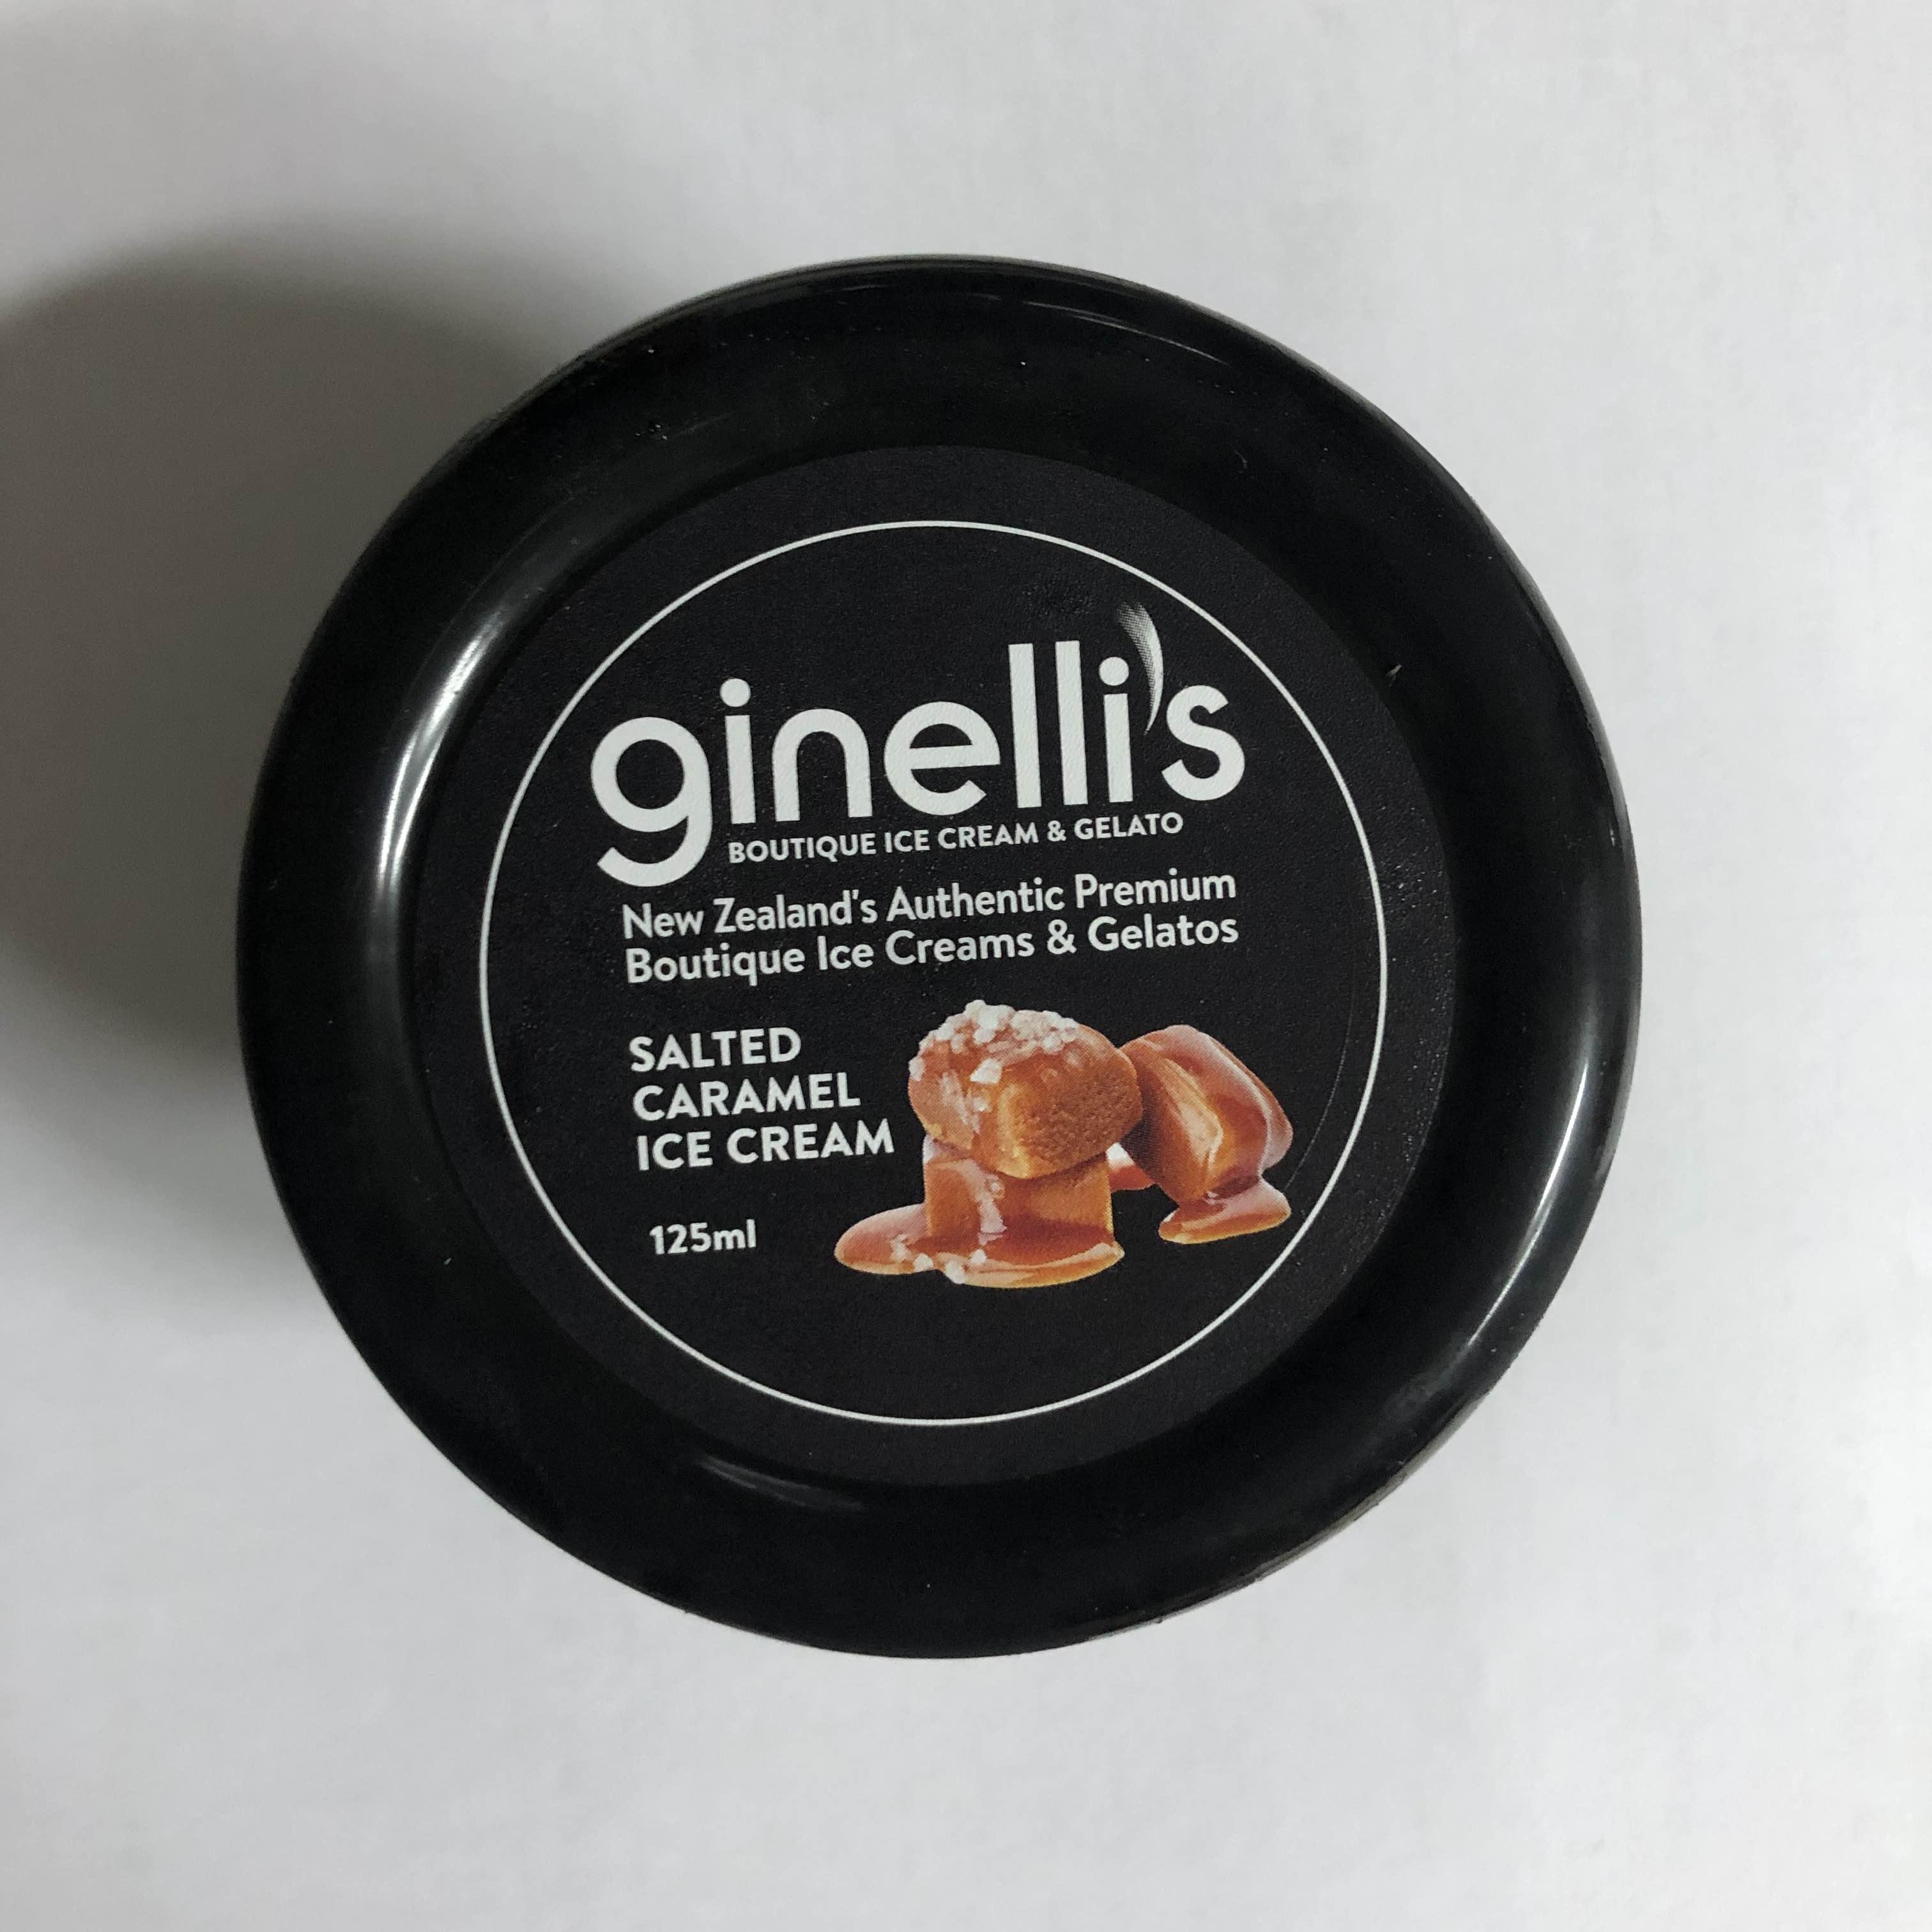 ginelli's
BOUTIQUE ICE CREAM & GELATO
New Zealand's Authentic Premium
Boutique Ice Creams & Gelatos
SALTED
CARAMEL
ICE CREAM
125ml